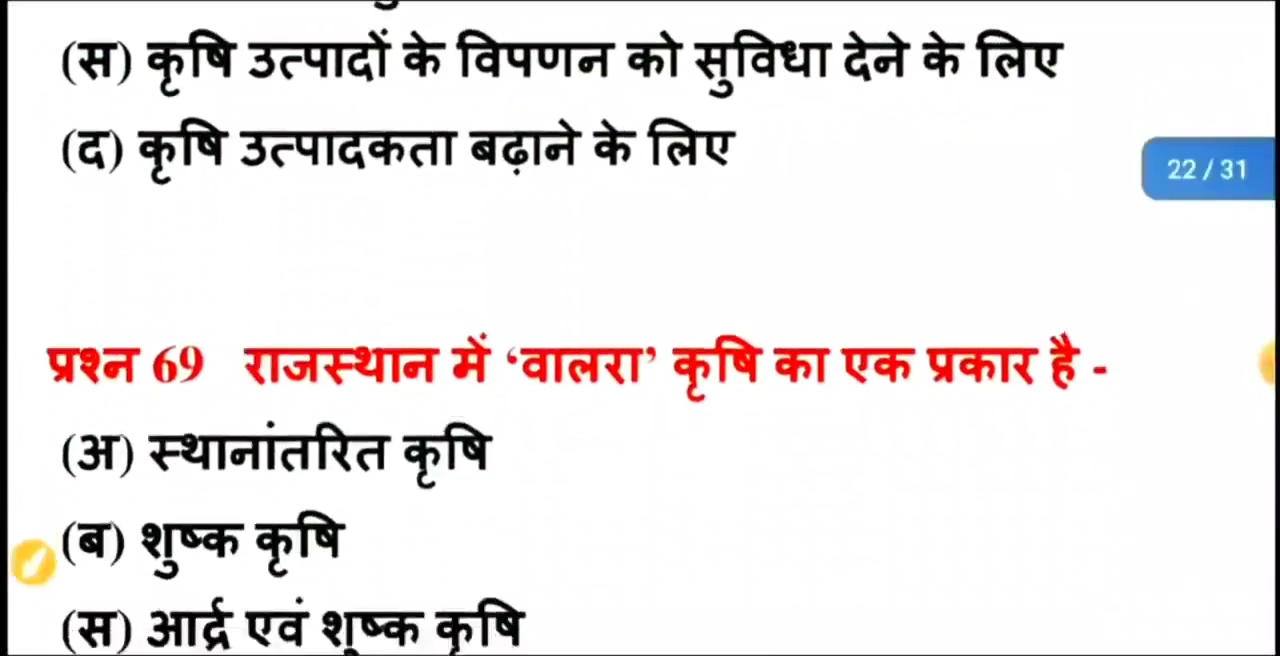 (स) कृषि उत्पादों के विपणन को सुविधा देने के लिए
(द) कृषि उत्पादकता बढ़ाने के लिए
22 / 31
प्रश्न 69 राजस्थान में ‘वालरा’ कृषि का एक प्रकार है -
(अ) स्थानांतरित कृषि
(ब) शुष्क कृषि
(स) आर्द्र एवं शुष्क कृषि